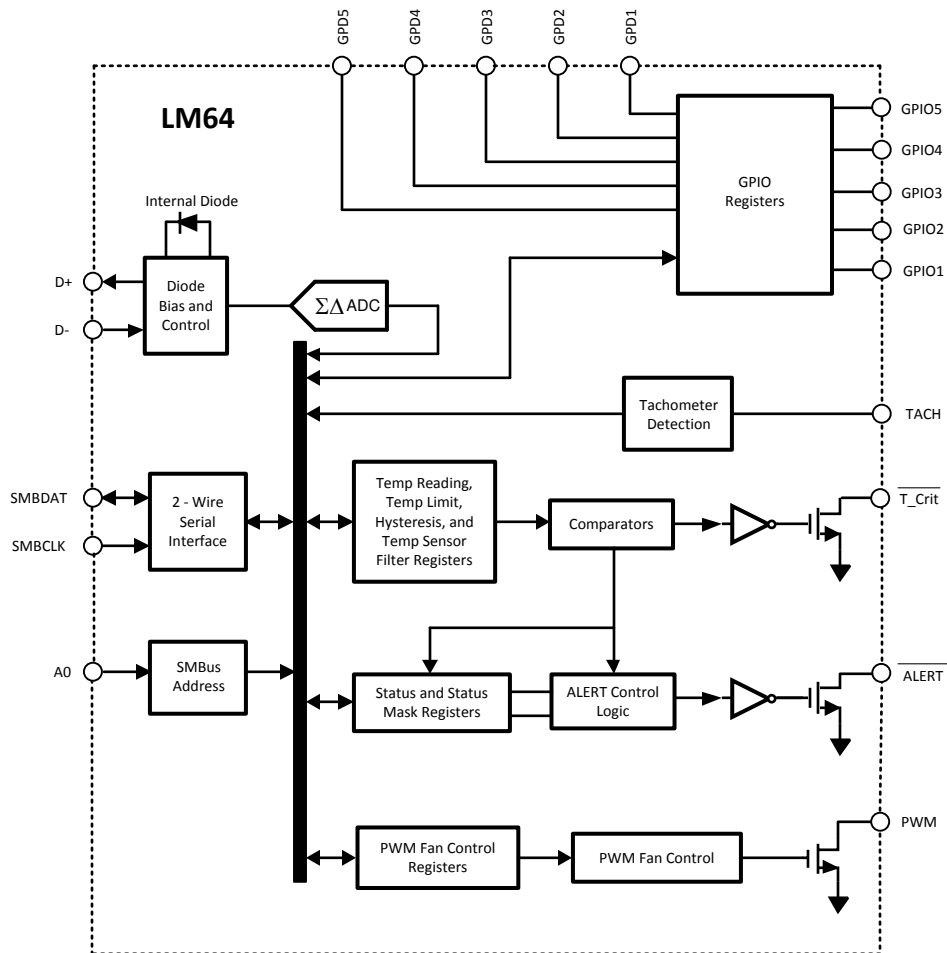 GPD5
GPD4
GPD3
GPD2
GPD1
LM64
GPIO5
GPIO4
GPIO3
GPIO2
GPIO1
GPIO
Registers
Internal Diode
D+
D-
Diode
Bias and
Control
ΣΔ ADC
Tachometer
Detection
TACH
SMBDAT
SMBCLK
2 - Wire
Serial
Interface
Temp Reading,
Temp Limit,
Hysteresis, and
Temp Sensor
Filter Registers
Comparators
T_Crit
A0
SMBus
Address
Status and Status
Mask Registers
ALERT Control
Logic
ALERT
PWM Fan Control
Registers
PWM Fan Control
PWM